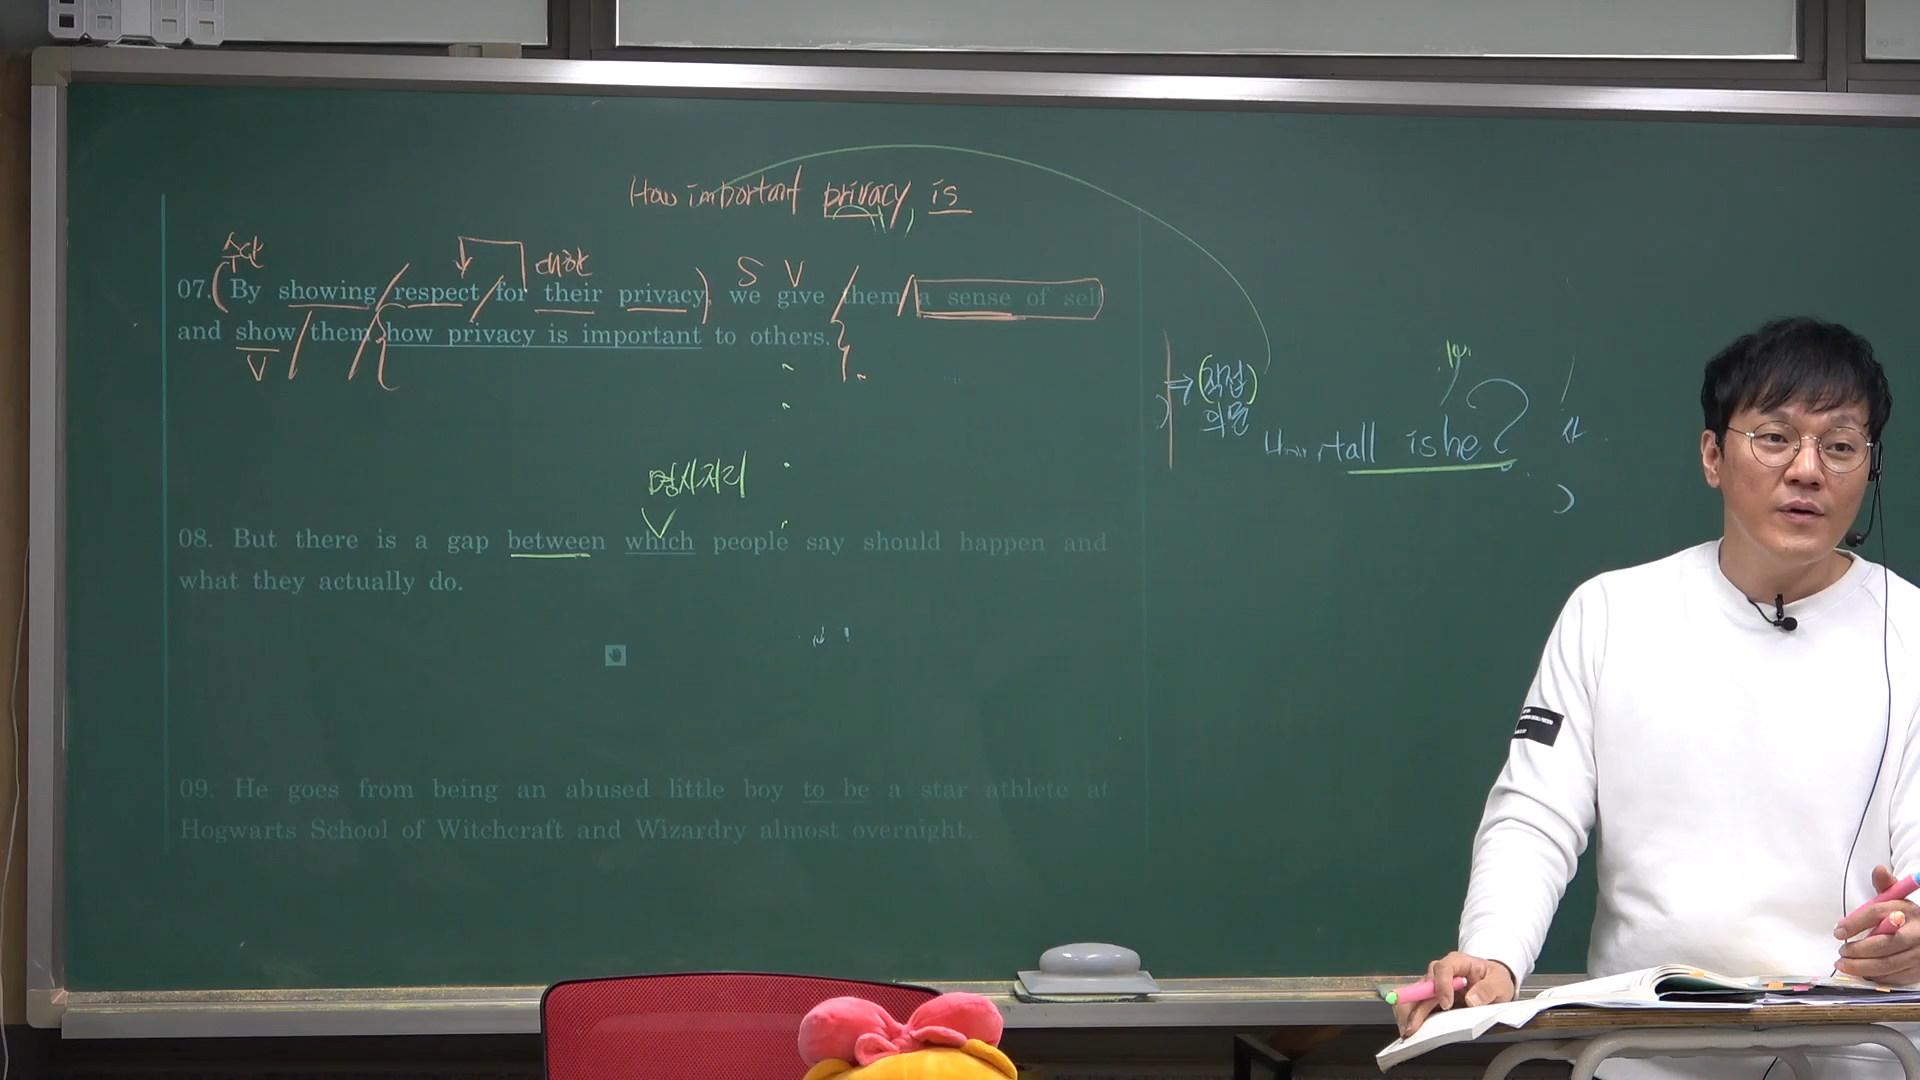 How important privacy, is
수단
대한
S V
07. By showing respect for their privacy, we give them a sense of self
and show them how privacy is important to others.
V
⇒ (직접)
의문
tall is he?
명사자리
V
08. But there is a gap between which people say should happen and
what they actually do.
09. He goes from being an abused little boy to be a star athlete at
Hogwarts School of Witchcraft and Wizardry almost overnight.